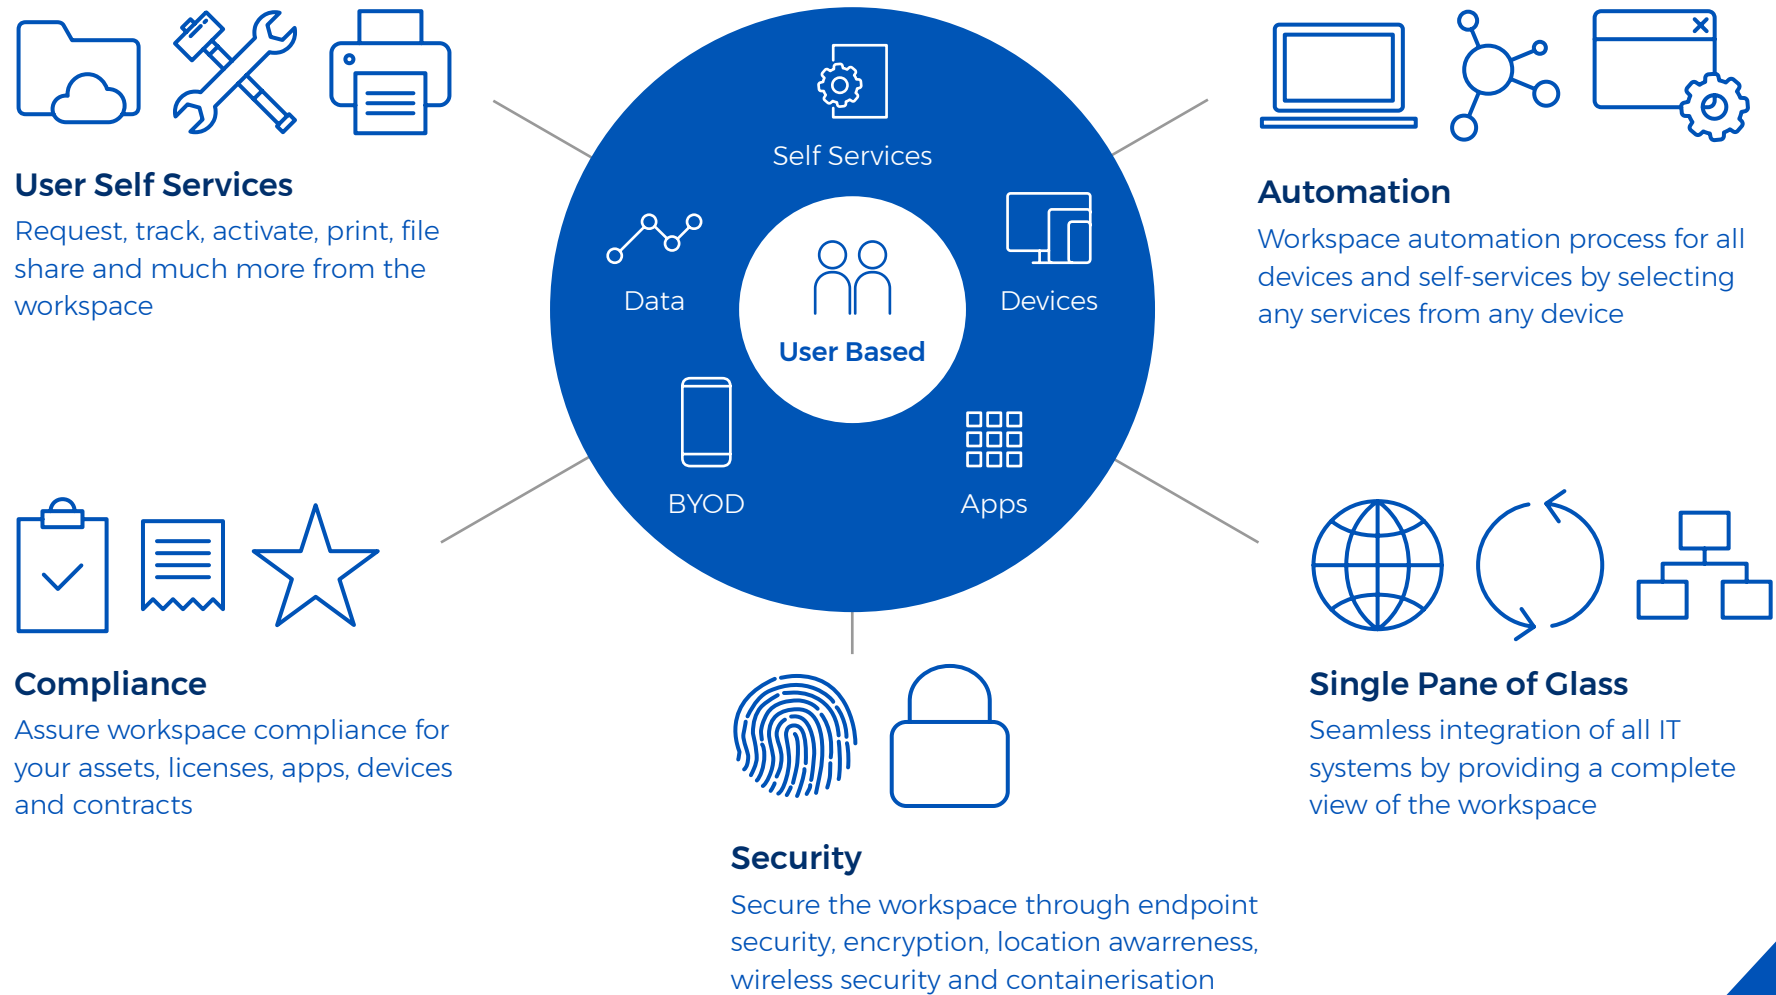 User Self Services
Request, track, activate, print, file
share and much more from the
workspace
Self Services
Data
Devices
User Based
BYOD
Apps
Automation
Workspace automation process for all
devices and self-services by selecting
any services from any device
Compliance
Assure workspace compliance for
your assets, licenses, apps, devices
and contracts
Security
Secure the workspace through endpoint
security, encryption, location awarreness,
wireless security and containerisation
Single Pane of Glass
Seamless integration of all IT
systems by providing a complete
view of the workspace